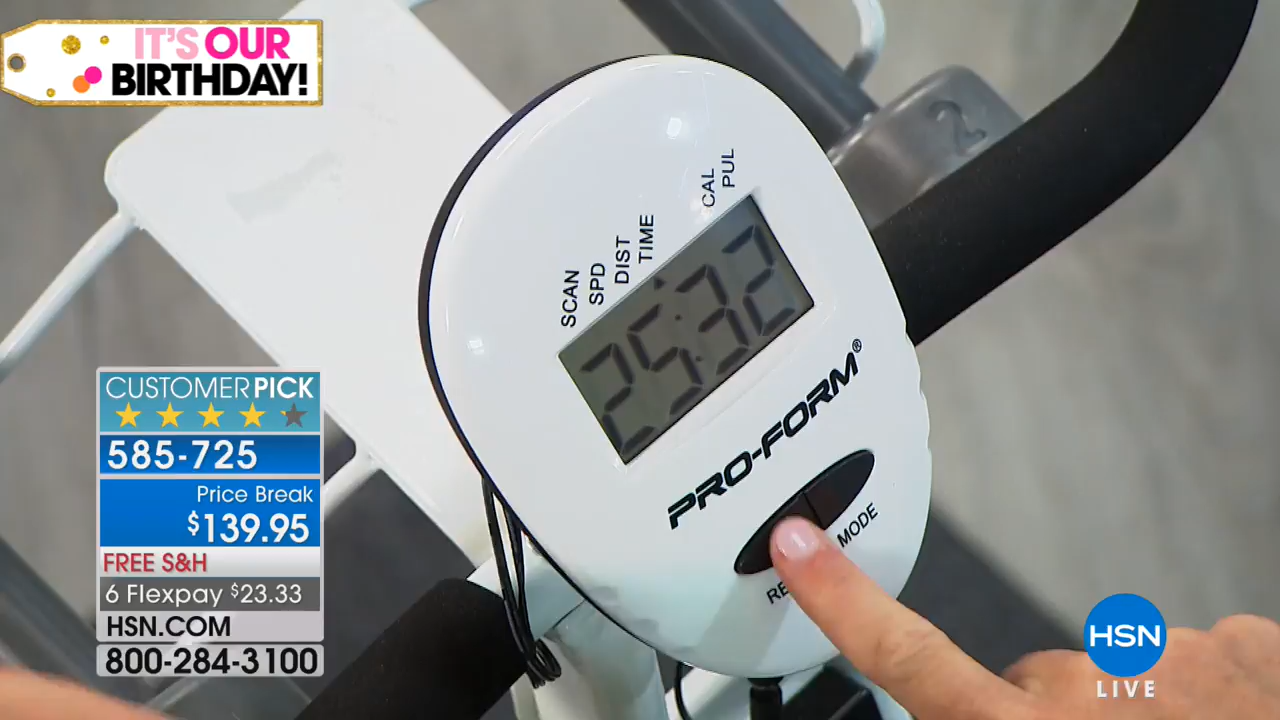 IT'S OUR
BIRTHDAY!
2
CAL
PUL
SCAN
SPD
DIST
TIME
25:32
PRO-FORM®
MODE
CUSTOMER PICK
585-725
Price Break
$139.95
FREE S&H
6 Flexpay $23.33
HSN.COM
800-284-3100
HSN
LIVE